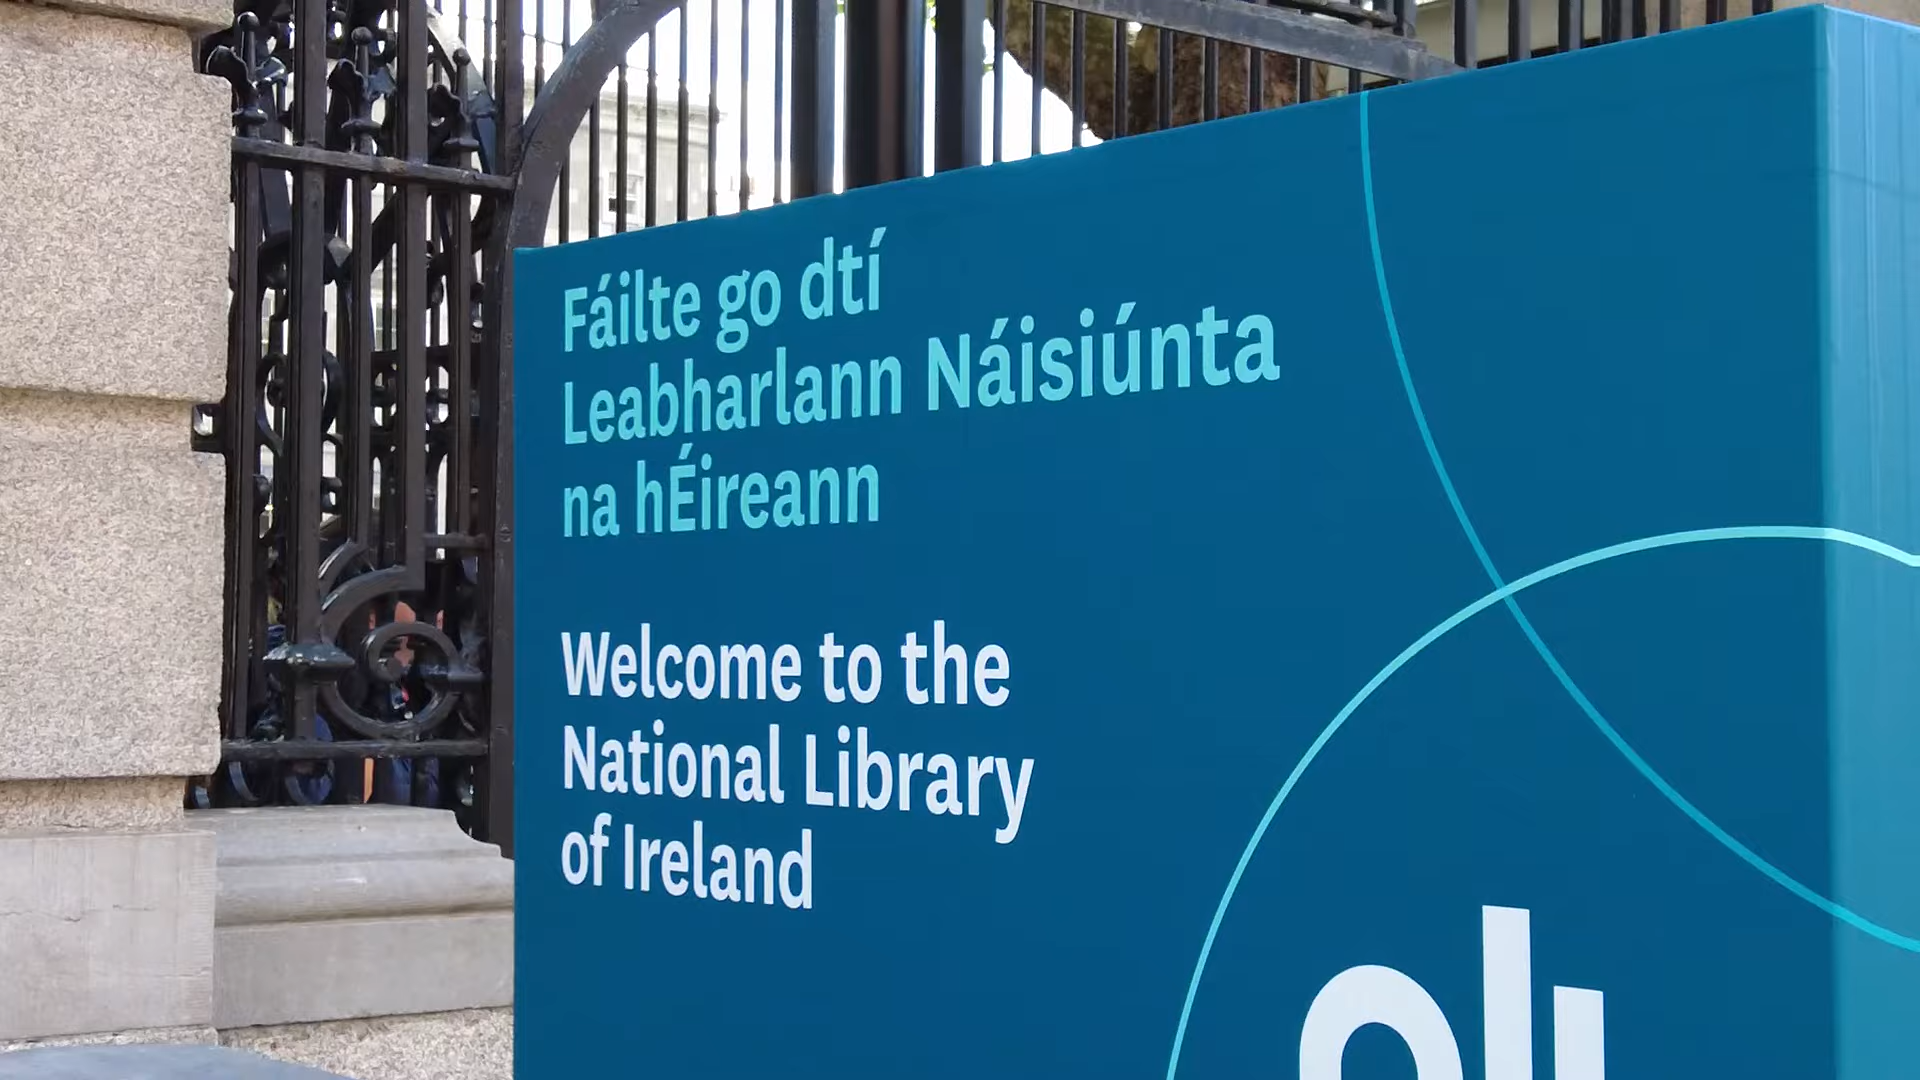 Fáilte go dtí
Leabharlann Náisiúnta
na hÉireann
Welcome to the
National Library
of Ireland